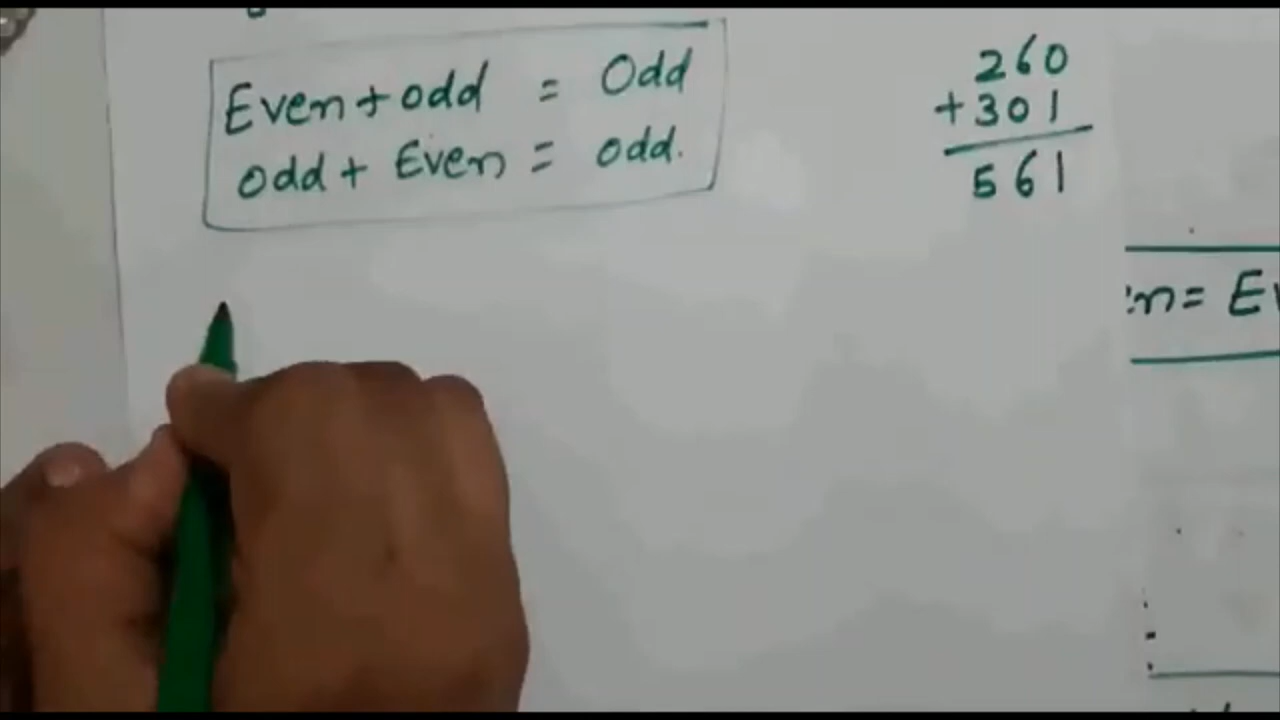 Even + odd = Odd
odd + Even = odd.
260
+301
561
n = E